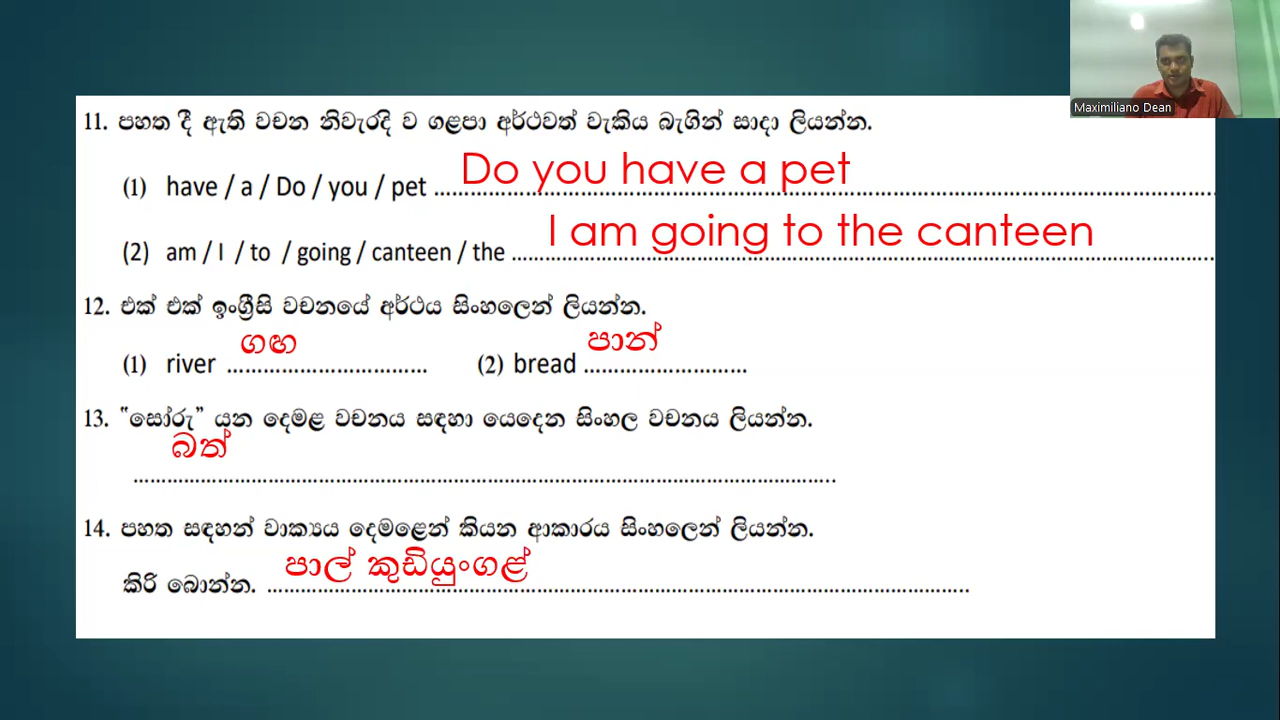 Maximiliano Dean
11. පහත දී ඇති වචන නිවැරදි ව ගළපා අර්ථවත් වැකිය බැගින් සාදා ලියන්න.
Do you have a pet
(1) have / a / Do / you / pet ................................................
I am going to the canteen
(2) am / I / to / going / canteen / the ................................................
12. එක් එක් ඉංග්‍රීසි වචනයේ අර්ථය සිංහලෙන් ලියන්න.
ගඟ පාන්
(1) river ................................ (2) bread ...........................
13. “සෝරු” යන දෙමළ වචනය සඳහා යෙදෙන සිංහල වචනය ලියන්න.
බත්
................................................................
14. පහත සඳහන් වාක්‍යය දෙමළෙන් කියන ආකාරය සිංහලෙන් ලියන්න.
පාල් කුඩියුංගළ්
කිරි බොන්න. ................................................................